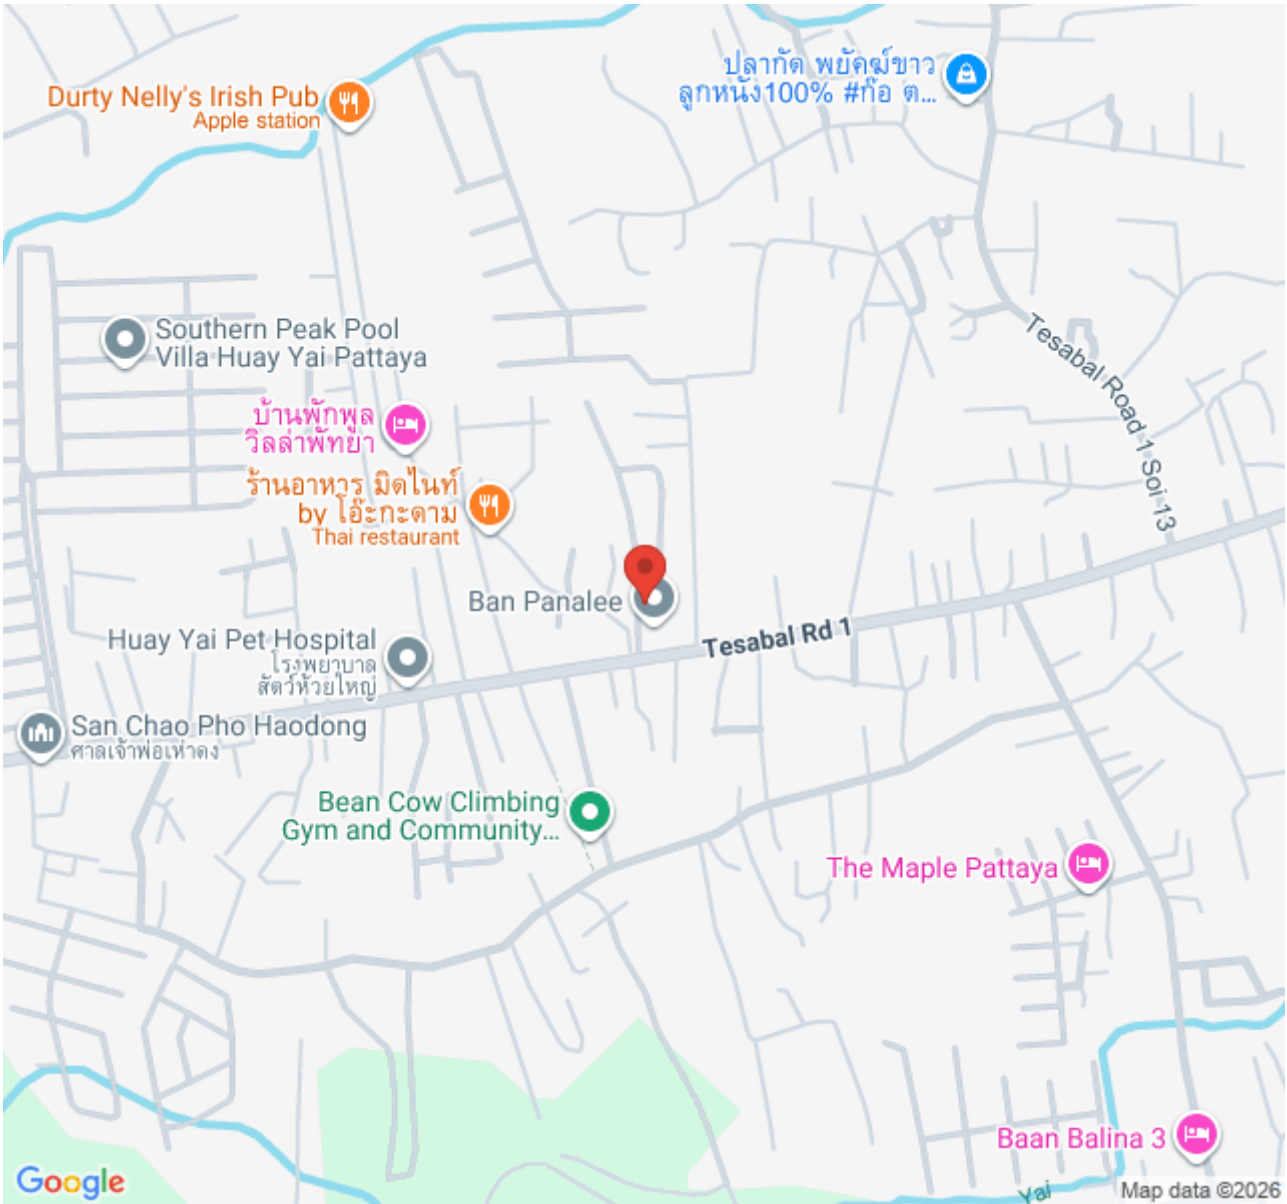 Durty Nelly's Irish Pub
Apple station
ปลากัด พยัคฆ์ขาว
ลูกหนัง100% #ก๊อ ต...
Southern Peak Pool
Villa Huay Yai Pattaya
Tesabal Road 1 Soi 13
บ้านพักพูล
วิลล่าพัทยา
ร้านอาหาร มิดไนท์
by โอ๊ะกะดาม
Thai restaurant
Ban Panalee
Tesabal Rd 1
Huay Yai Pet Hospital
โรงพยาบาล
สัตว์ห้วยใหญ่
San Chao Pho Haodong
ศาลเจ้าพ่อเห่าดง
Bean Cow Climbing
Gym and Community...
The Maple Pattaya
Baan Balina 3
Yai
Google
Map data ©2026